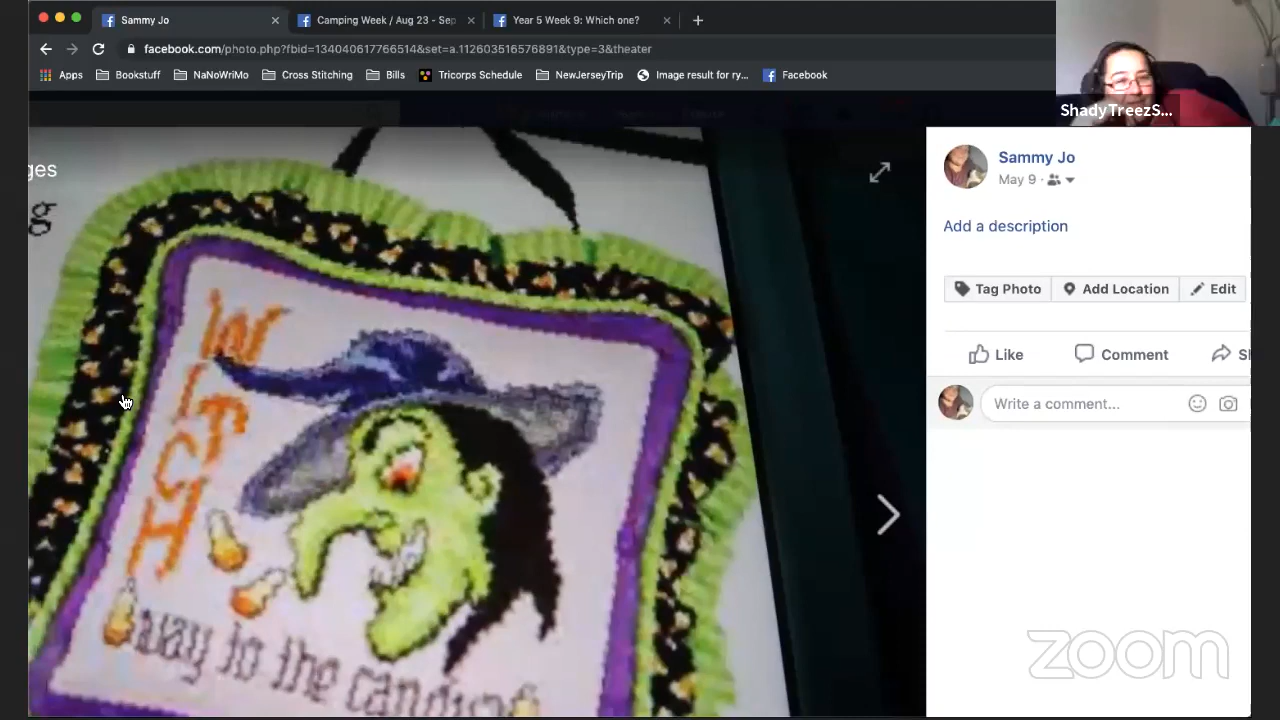 Sammy Jo
Camping Week / Aug 23 - Sep
Year 5 Week 9: Which one?
facebook.com/photo.php?fbid=134040617766514&set=a.112603516576891&type=3&theater
Apps
Bookstuff
NaNoWriMo
Cross Stitching
Bills
Tricorps Schedule
NewJerseyTrip
Image result for ry...
Facebook
ShadyTreezS...
ges
g
WITCH
way to the candy
Sammy Jo
May 9
Add a description
Tag Photo
Add Location
Edit
Like
Comment
Sh
Write a comment...
zoom